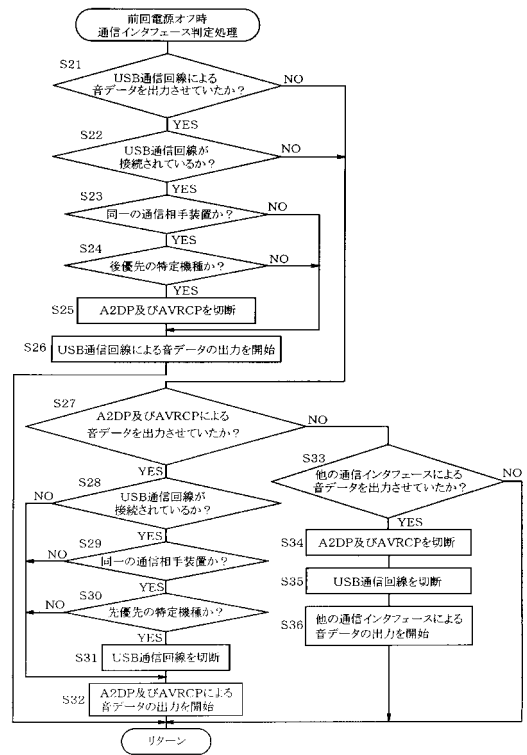 前回電源オフ時
通信インタフェース判定処理
S21
USB通信回線による
音データを出力させていたか?
NO
YES
S22
USB通信回線が
接続されているか?
NO
YES
S23
同一の通信相手装置か?
NO
YES
S24
後優先の特定機種か?
NO
YES
S25
A2DP及びAVRCPを切断
S26
USB通信回線による音データの出力を開始
S27
A2DP及びAVRCPによる
音データを出力させていたか?
NO
YES
S28
USB通信回線が
接続されているか?
NO
YES
S29
同一の通信相手装置か?
NO
YES
S30
先優先の特定機種か?
NO
YES
S31
USB通信回線を切断
S32
A2DP及びAVRCPによる
音データの出力を開始
S33
他の通信インタフェースによる
音データを出力させていたか?
NO
YES
S34
A2DP及びAVRCPを切断
S35
USB通信回線を切断
S36
他の通信インタフェースによる
音データの出力を開始
リターン